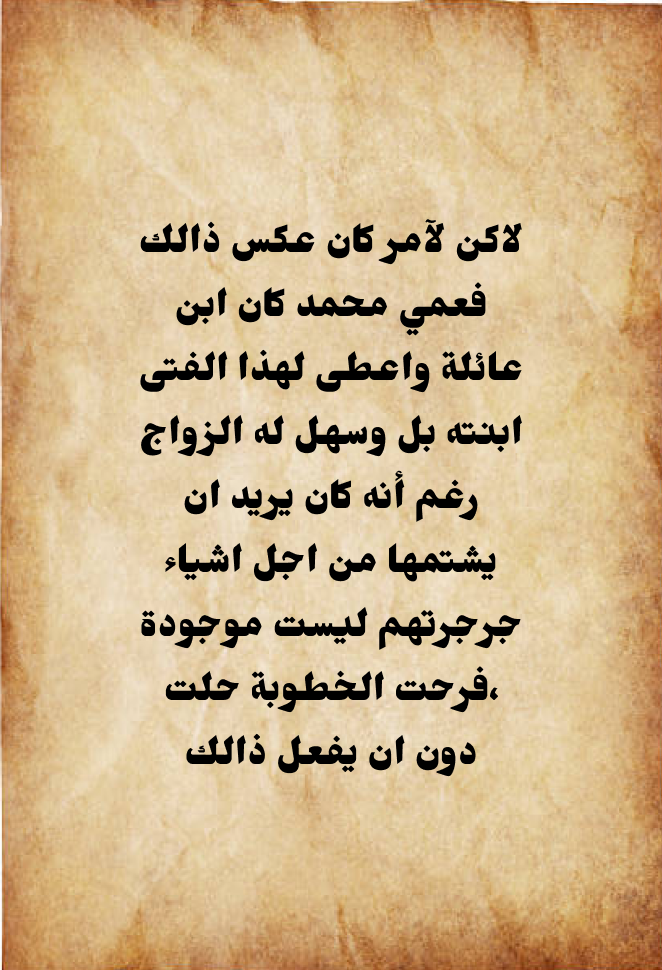 لاكن لآمر كان عكس ذالك
فعمي محمد كان ابن
عائلة واعطى لهذا الفتى
ابنته بل وسهل له الزواج
رغم أنه كان يريد ان
يشتمها من اجل اشياء
جرجرتهم ليست موجودة
،فرحت الخطوبة حلت
دون ان يفعل ذالك